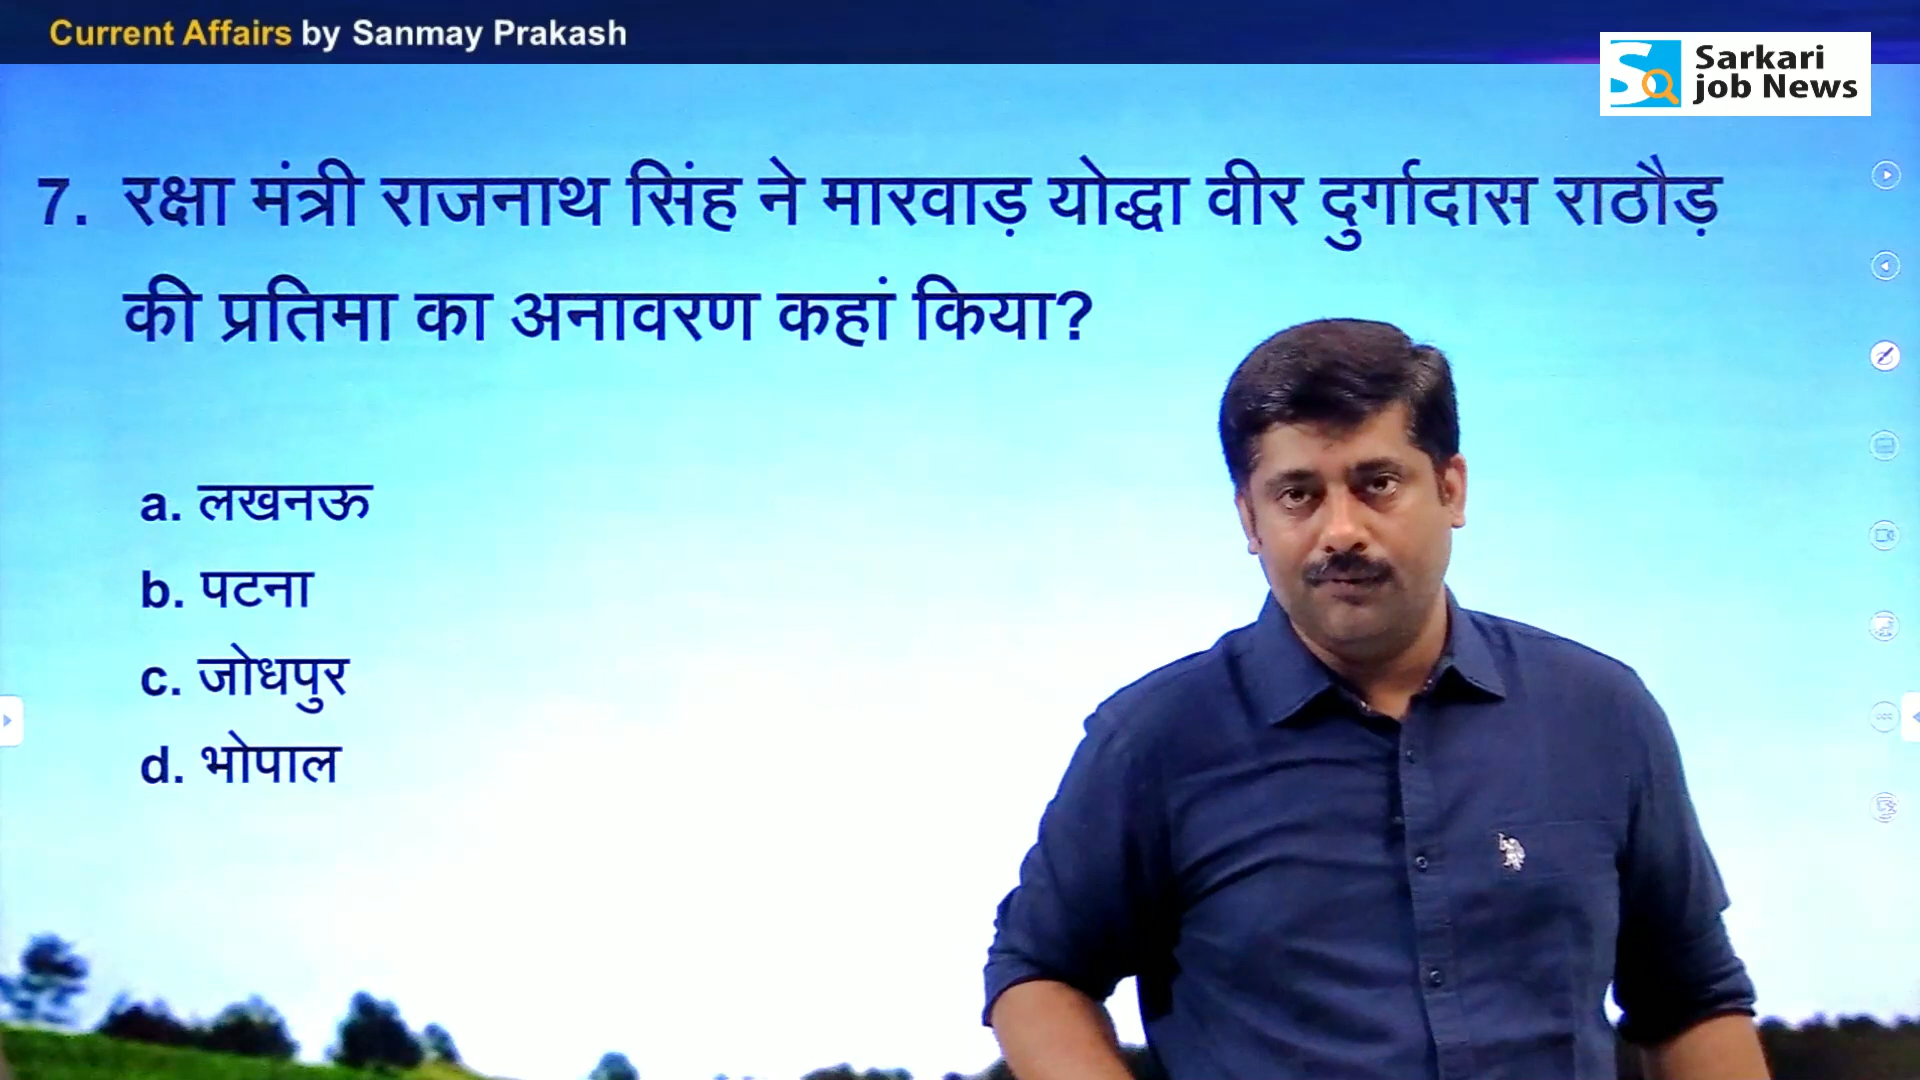 Current Affairs by Sanmay Prakash
Sarkari
job News
7. रक्षा मंत्री राजनाथ सिंह ने मारवाड़ योद्धा वीर दुर्गादास राठौड़
की प्रतिमा का अनावरण कहां किया?
a. लखनऊ
b. पटना
c. जोधपुर
d. भोपाल